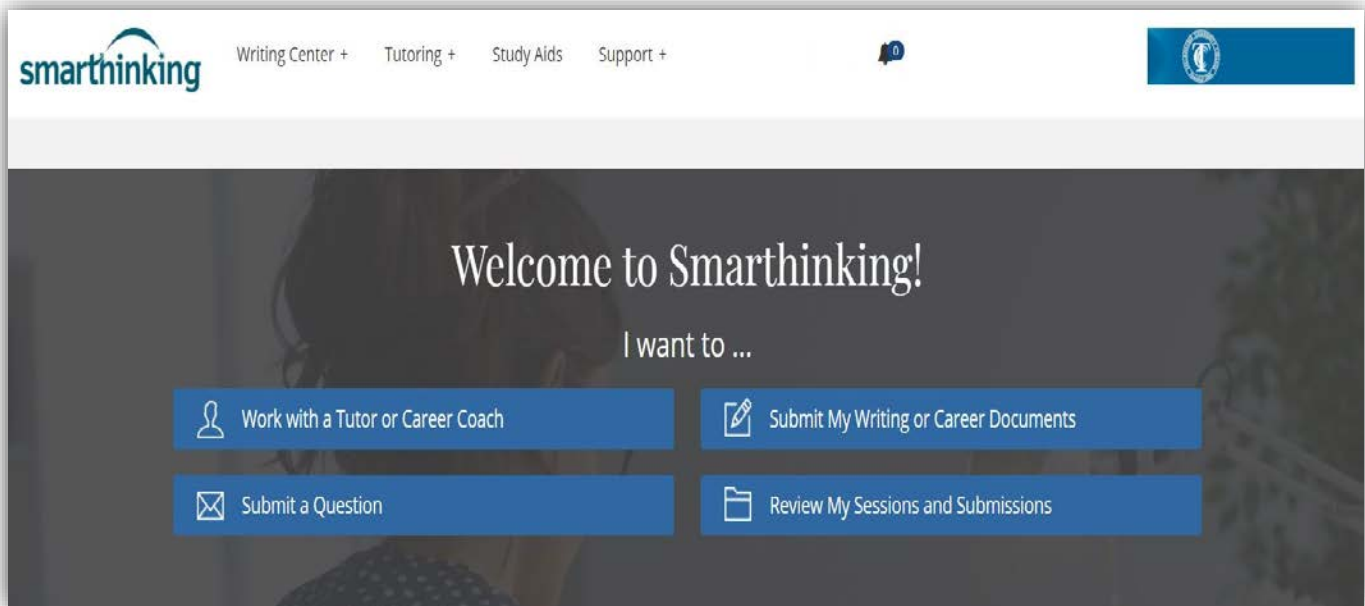 smarthinking
Writing Center +
Tutoring +
Study Aids
Support +
0
Welcome to Smarthinking!
I want to ...
Work with a Tutor or Career Coach
Submit My Writing or Career Documents
Submit a Question
Review My Sessions and Submissions